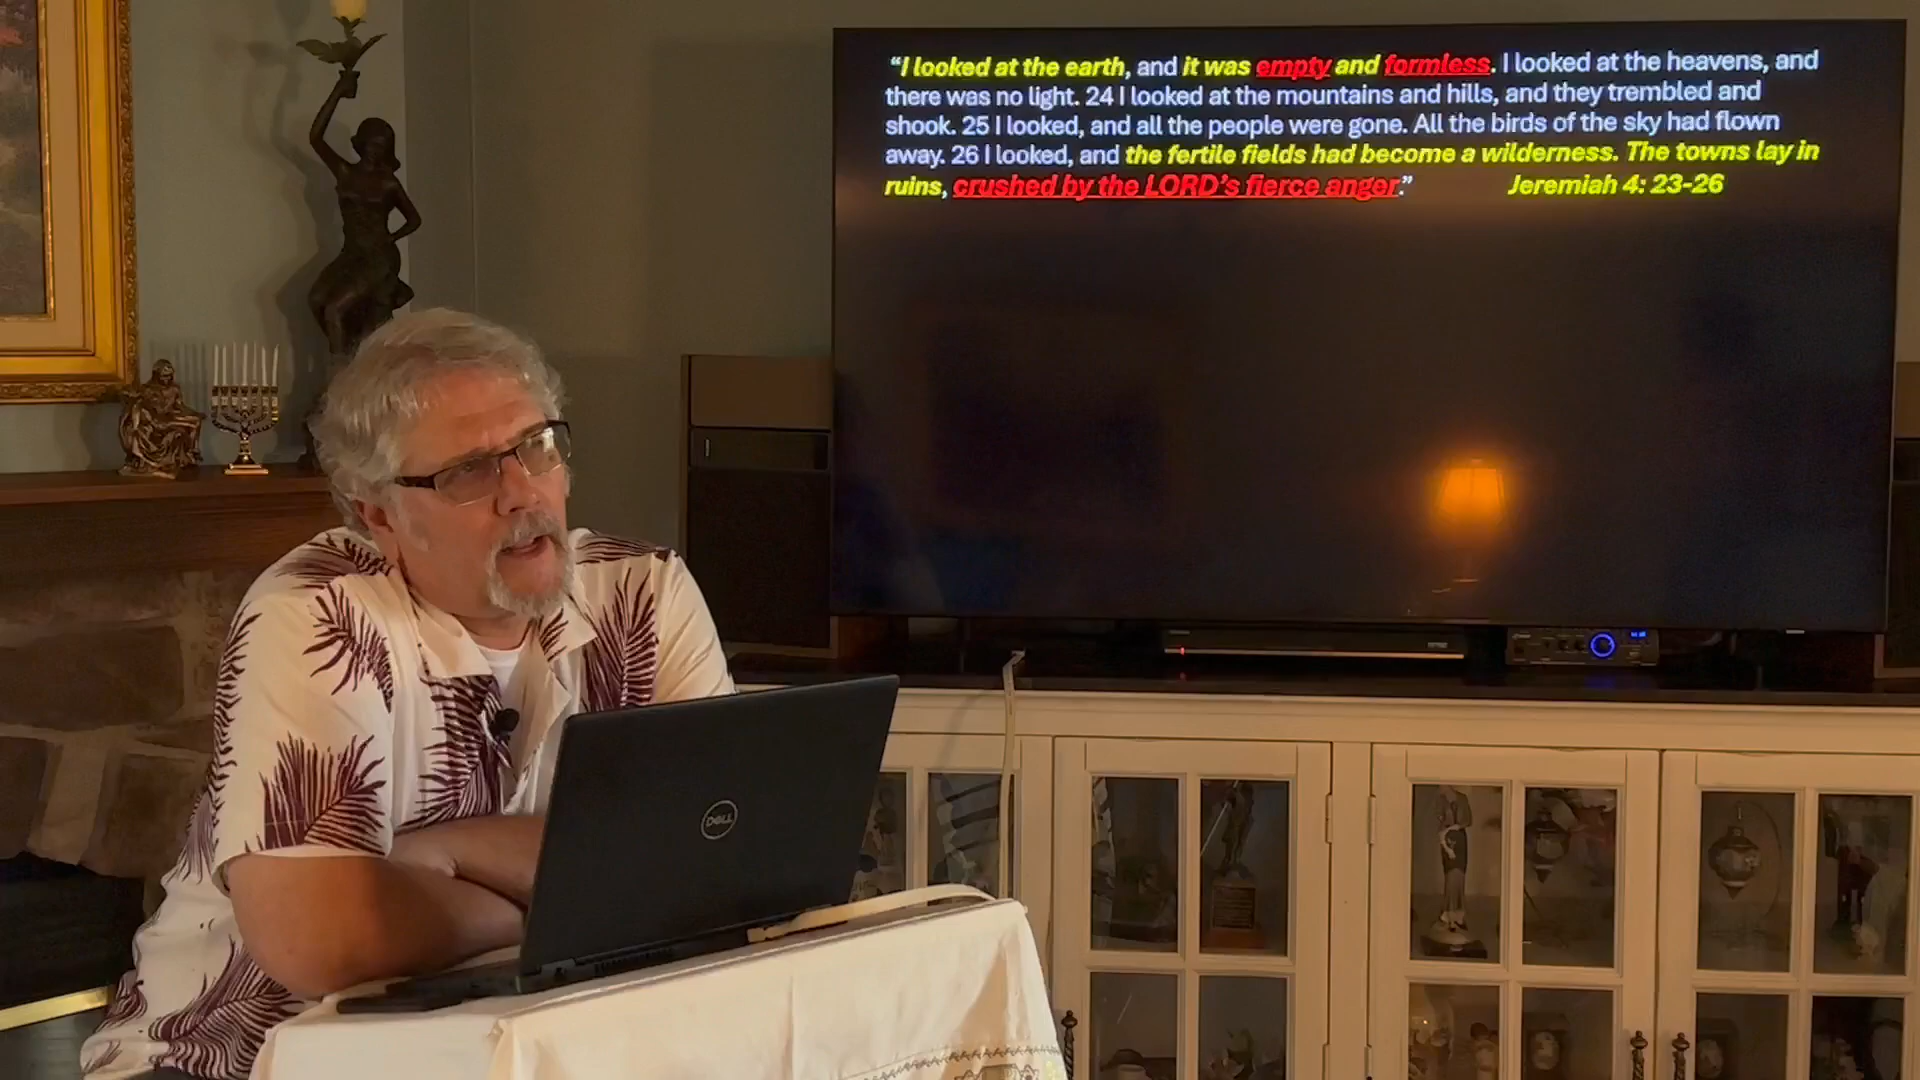 “I looked at the earth, and it was empty and formless. I looked at the heavens, and
there was no light. 24 I looked at the mountains and hills, and they trembled and
shook. 25 I looked, and all the people were gone. All the birds of the sky had flown
away. 26 I looked, and the fertile fields had become a wilderness. The towns lay in
ruins, crushed by the LORD’s fierce anger.” Jeremiah 4: 23-26
DELL